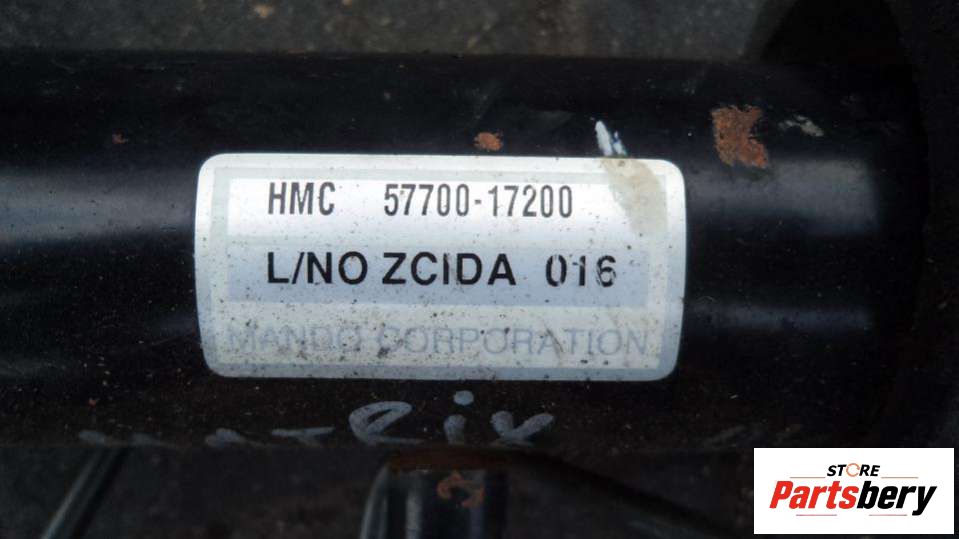 HMC 57700-17200
L/NO ZCIDA 016
MANDO CORPORATION
STORE
Partsbery